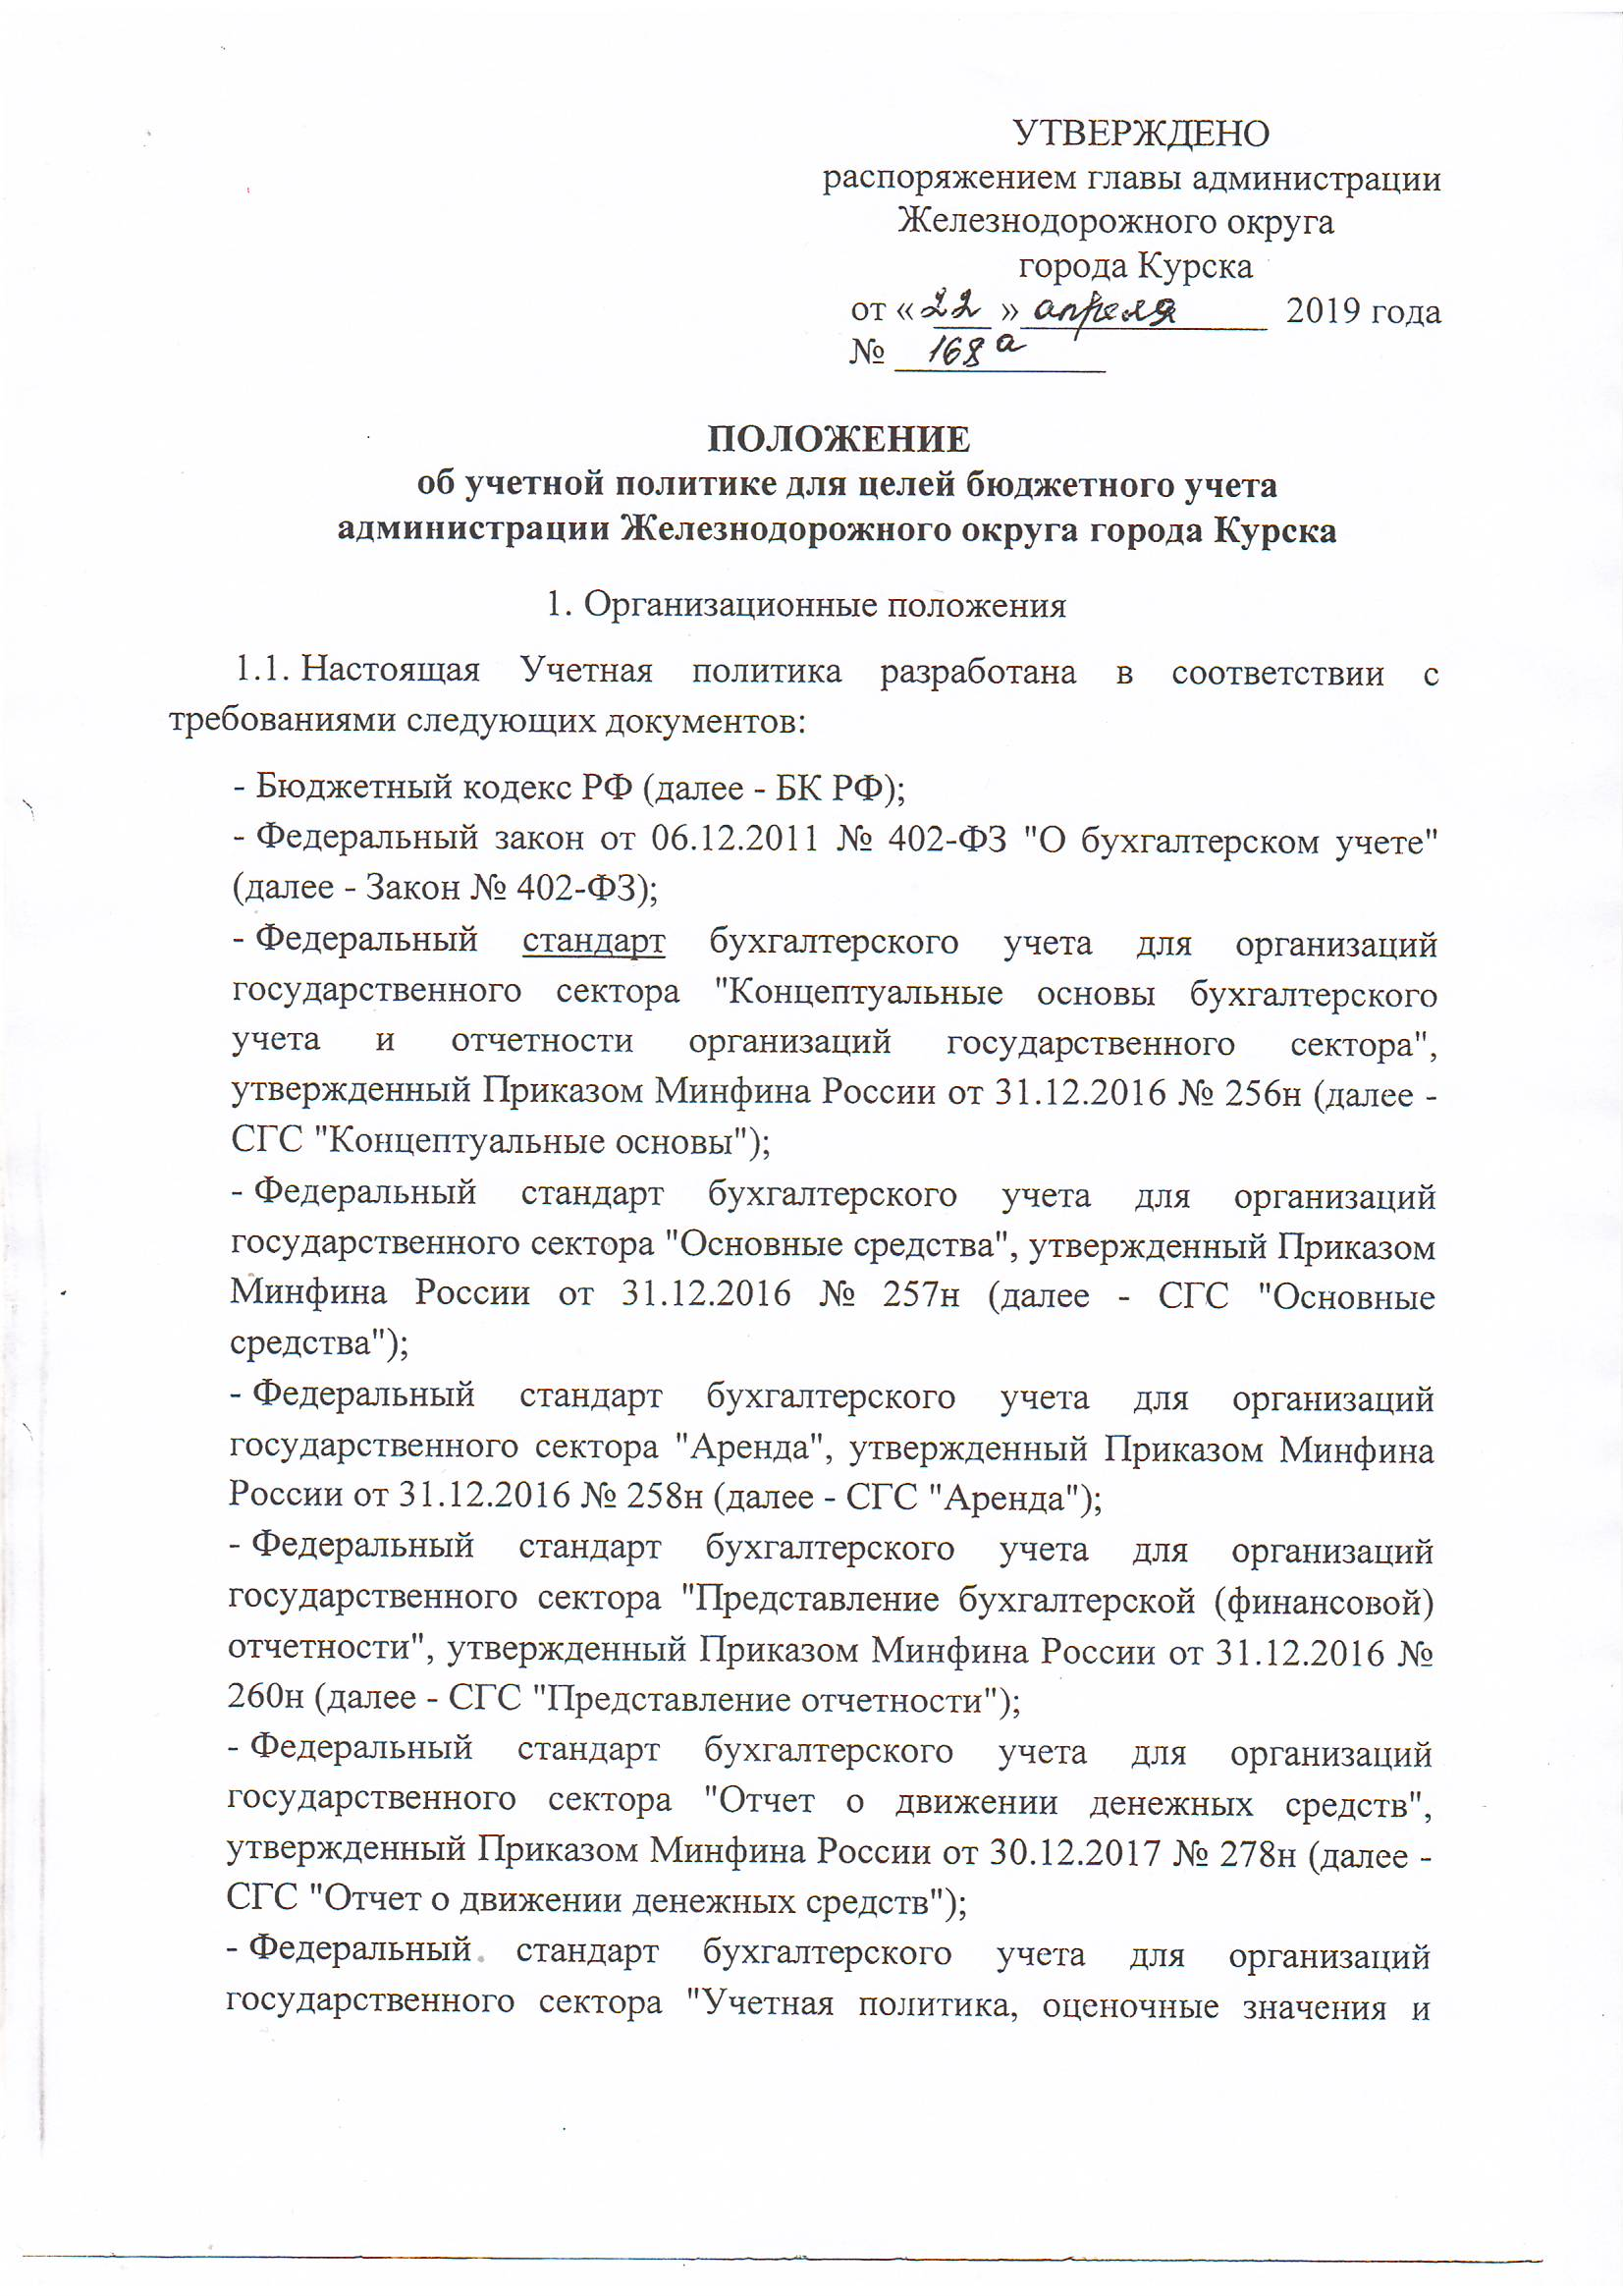 УТВЕРЖДЕНО
распоряжением главы администрации
Железнодорожного округа
города Курска
от «22» апреля 2019 года
№ 168а
ПОЛОЖЕНИЕ
об учетной политике для целей бюджетного учета
администрации Железнодорожного округа города Курска
1. Организационные положения
1.1. Настоящая Учетная политика разработана в соответствии с
требованиями следующих документов:
- Бюджетный кодекс РФ (далее - БК РФ);
- Федеральный закон от 06.12.2011 № 402-ФЗ "О бухгалтерском учете"
(далее - Закон № 402-ФЗ);
- Федеральный стандарт бухгалтерского учета для организаций
государственного сектора "Концептуальные основы бухгалтерского
учета и отчетности организаций государственного сектора",
утвержденный Приказом Минфина России от 31.12.2016 № 256н (далее -
СГС "Концептуальные основы");
- Федеральный стандарт бухгалтерского учета для организаций
государственного сектора "Основные средства", утвержденный Приказом
Минфина России от 31.12.2016 № 257н (далее - СГС "Основные
средства");
- Федеральный стандарт бухгалтерского учета для организаций
государственного сектора "Аренда", утвержденный Приказом Минфина
России от 31.12.2016 № 258н (далее - СГС "Аренда");
- Федеральный стандарт бухгалтерского учета для организаций
государственного сектора "Представление бухгалтерской (финансовой)
отчетности", утвержденный Приказом Минфина России от 31.12.2016 №
260н (далее - СГС "Представление отчетности");
- Федеральный стандарт бухгалтерского учета для организаций
государственного сектора "Отчет о движении денежных средств",
утвержденный Приказом Минфина России от 30.12.2017 № 278н (далее -
СГС "Отчет о движении денежных средств");
- Федеральный стандарт бухгалтерского учета для организаций
государственного сектора "Учетная политика, оценочные значения и